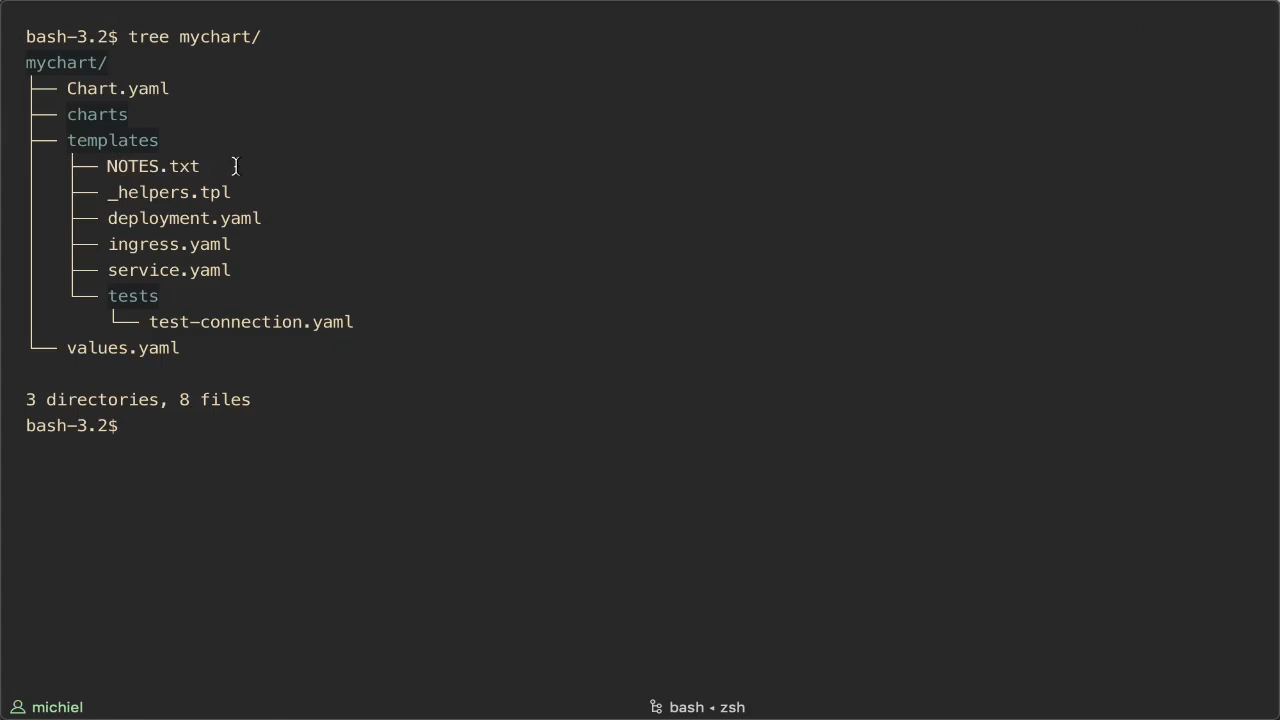 bash-3.2$ tree mychart/
mychart/
├── Chart.yaml
├── charts
├── templates
│   ├── NOTES.txt
│   ├── _helpers.tpl
│   ├── deployment.yaml
│   ├── ingress.yaml
│   ├── service.yaml
│   └── tests
│       └── test-connection.yaml
└── values.yaml
3 directories, 8 files
bash-3.2$
michiel
bash ◂ zsh